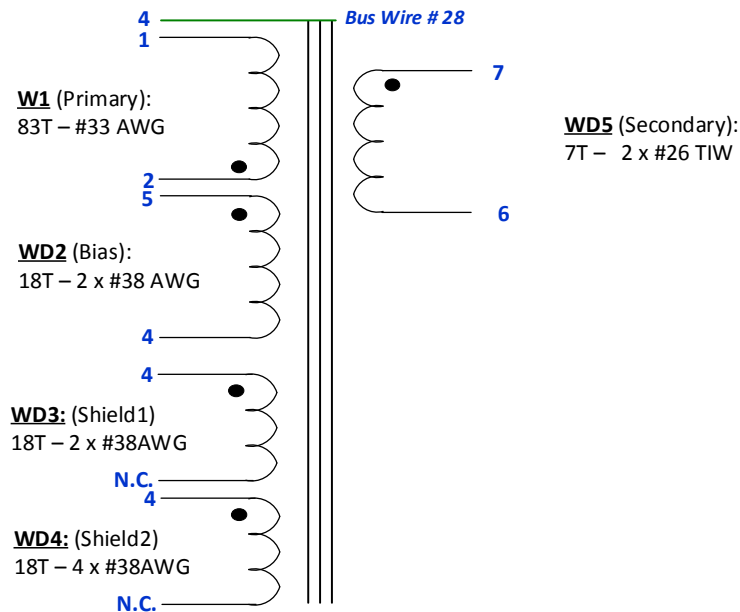 4
Bus Wire # 28
1
W1 (Primary):
83T – #33 AWG
2
5
WD2 (Bias):
18T – 2 x #38 AWG
4
4
WD3: (Shield1)
18T – 2 x #38AWG
N.C.
4
WD4: (Shield2)
18T – 4 x #38AWG
N.C.
7
WD5 (Secondary):
7T – 2 x #26 TIW
6